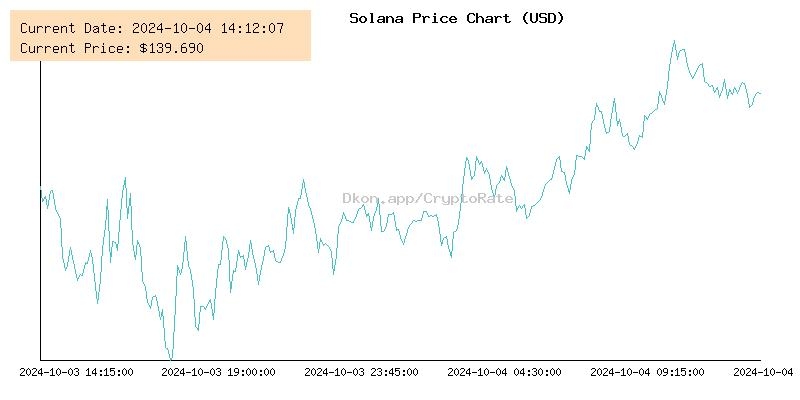 Solana Price Chart (USD)
Current Date: 2024-10-04 14:12:07
Current Price: $139.690
Dkon.app/CryptoRate
2024-10-03 14:15:00
2024-10-03 19:00:00
2024-10-03 23:45:00
2024-10-04 04:30:00
2024-10-04 09:15:00
2024-10-04